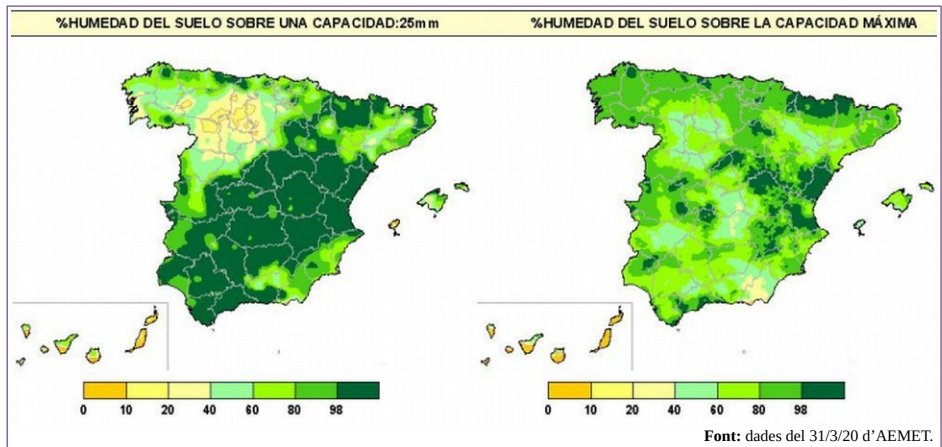 %HUMEDAD DEL SUELO SOBRE UNA CAPACIDAD:25mm
%HUMEDAD DEL SUELO SOBRE LA CAPACIDAD MÁXIMA
0 10 20 40 60 80 98
0 10 20 40 60 80 98
Font: dades del 31/3/20 d'AEMET.